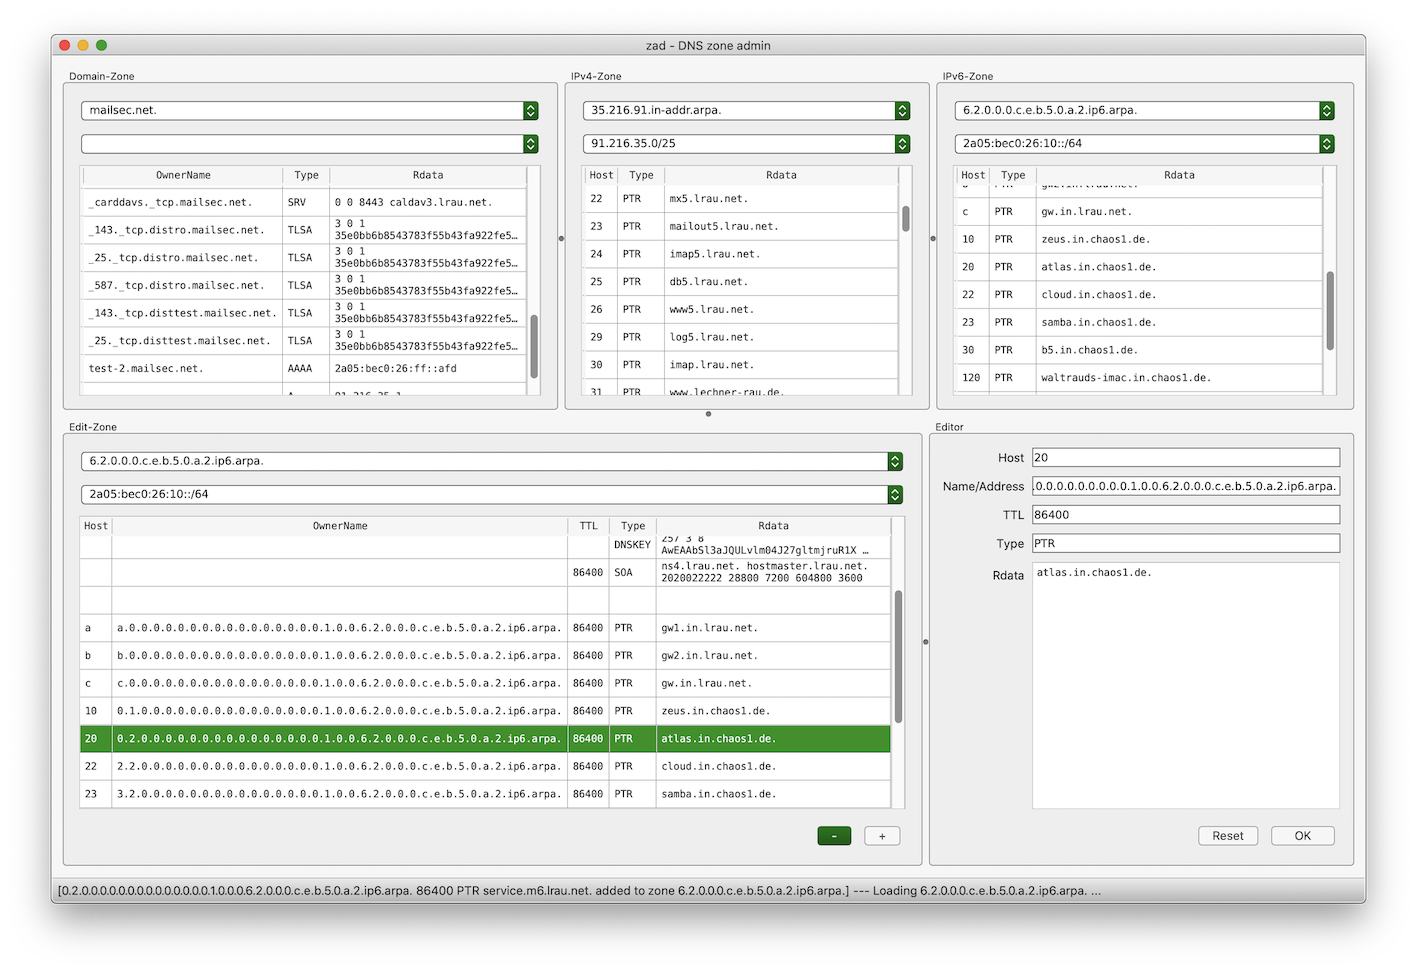 zad - DNS zone admin
Domain-Zone
mailsec.net.
OwnerName Type Rdata
_carddavs._tcp.mailsec.net. SRV 0 0 8443 caldav3.lrau.net.
_143._tcp.distro.mailsec.net. TLSA 3 0 1
35e0bb6b8543783f55b43fa922fe5…
_25._tcp.distro.mailsec.net. TLSA 3 0 1
35e0bb6b8543783f55b43fa922fe5…
_587._tcp.distro.mailsec.net. TLSA 3 0 1
35e0bb6b8543783f55b43fa922fe5…
_143._tcp.disttest.mailsec.net. TLSA 3 0 1
35e0bb6b8543783f55b43fa922fe5…
_25._tcp.disttest.mailsec.net. TLSA 3 0 1
35e0bb6b8543783f55b43fa922fe5…
test-2.mailsec.net. AAAA 2a05:bec0:26:ff::afd
IPv4-Zone
35.216.91.in-addr.arpa.
91.216.35.0/25
Host Type Rdata
22 PTR mx5.lrau.net.
23 PTR mailout5.lrau.net.
24 PTR imap5.lrau.net.
25 PTR db5.lrau.net.
26 PTR www5.lrau.net.
29 PTR log5.lrau.net.
30 PTR imap.lrau.net.
31 PTR www.lechner-rau.de.
IPv6-Zone
6.2.0.0.0.c.e.b.5.0.a.2.ip6.arpa.
2a05:bec0:26:10::/64
Host Type Rdata
c PTR gw.in.lrau.net.
10 PTR zeus.in.chaos1.de.
20 PTR atlas.in.chaos1.de.
22 PTR cloud.in.chaos1.de.
23 PTR samba.in.chaos1.de.
30 PTR b5.in.chaos1.de.
120 PTR waltrauds-imac.in.chaos1.de.
Edit-Zone
6.2.0.0.0.c.e.b.5.0.a.2.ip6.arpa.
2a05:bec0:26:10::/64
Host OwnerName TTL Type Rdata
DNSKEY 257 3 8
AwEAAbSl3aJQULvlm04J27gltmjruR1X …
86400 SOA ns4.lrau.net. hostmaster.lrau.net.
2020022222 28800 7200 604800 3600
a a.0.0.0.0.0.0.0.0.0.0.0.0.0.0.0.0.1.0.0.6.2.0.0.0.c.e.b.5.0.a.2.ip6.arpa. 86400 PTR gw1.in.lrau.net.
b b.0.0.0.0.0.0.0.0.0.0.0.0.0.0.0.0.1.0.0.6.2.0.0.0.c.e.b.5.0.a.2.ip6.arpa. 86400 PTR gw2.in.lrau.net.
c c.0.0.0.0.0.0.0.0.0.0.0.0.0.0.0.0.1.0.0.6.2.0.0.0.c.e.b.5.0.a.2.ip6.arpa. 86400 PTR gw.in.lrau.net.
10 0.1.0.0.0.0.0.0.0.0.0.0.0.0.0.0.0.1.0.0.6.2.0.0.0.c.e.b.5.0.a.2.ip6.arpa. 86400 PTR zeus.in.chaos1.de.
20 0.2.0.0.0.0.0.0.0.0.0.0.0.0.0.0.0.1.0.0.6.2.0.0.0.c.e.b.5.0.a.2.ip6.arpa. 86400 PTR atlas.in.chaos1.de.
22 2.2.0.0.0.0.0.0.0.0.0.0.0.0.0.0.0.1.0.0.6.2.0.0.0.c.e.b.5.0.a.2.ip6.arpa. 86400 PTR cloud.in.chaos1.de.
23 3.2.0.0.0.0.0.0.0.0.0.0.0.0.0.0.0.1.0.0.6.2.0.0.0.c.e.b.5.0.a.2.ip6.arpa. 86400 PTR samba.in.chaos1.de.
- +
Editor
Host 20
Name/Address .0.0.0.0.0.0.0.0.0.0.1.0.0.6.2.0.0.0.c.e.b.5.0.a.2.ip6.arpa.
TTL 86400
Type PTR
Rdata atlas.in.chaos1.de.
Reset OK
[0.2.0.0.0.0.0.0.0.0.0.0.0.0.0.0.0.1.0.0.0.6.2.0.0.0.c.e.b.5.0.a.2.ip6.arpa. 86400 PTR service.m6.lrau.net. added to zone 6.2.0.0.0.c.e.b.5.0.a.2.ip6.arpa.] --- Loading 6.2.0.0.0.c.e.b.5.0.a.2.ip6.arpa. ...